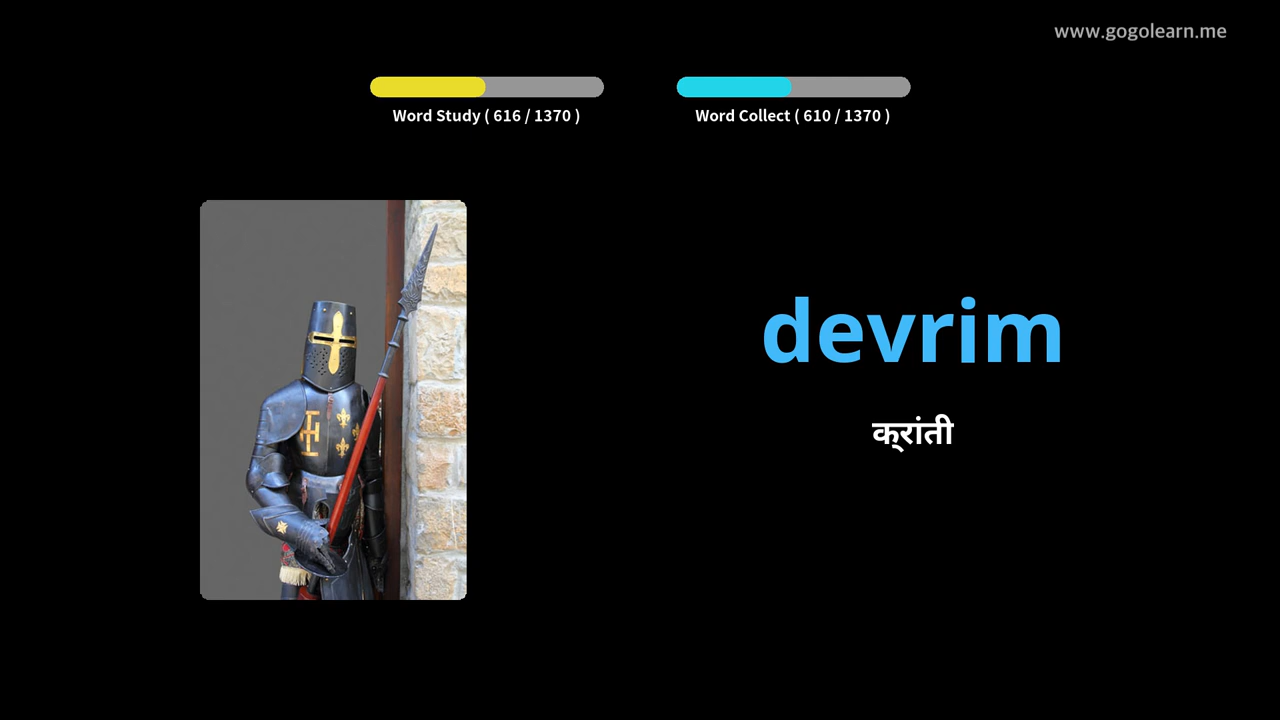 www.gogolearn.me
Word Study ( 616 / 1370 )
Word Collect ( 610 / 1370 )
devrim
क्रांती